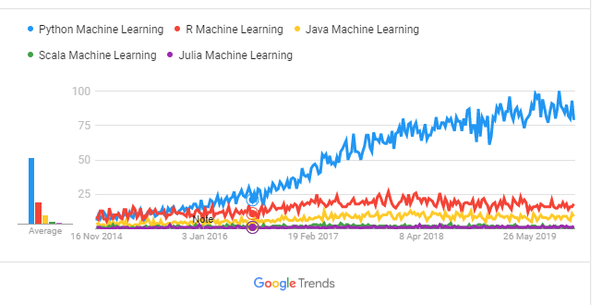 Python Machine Learning R Machine Learning Java Machine Learning
Scala Machine Learning Julia Machine Learning
100
75
50
25
Note
Average
16 Nov 2014 3 Jan 2016 19 Feb 2017 8 Apr 2018 26 May 2019
Google Trends